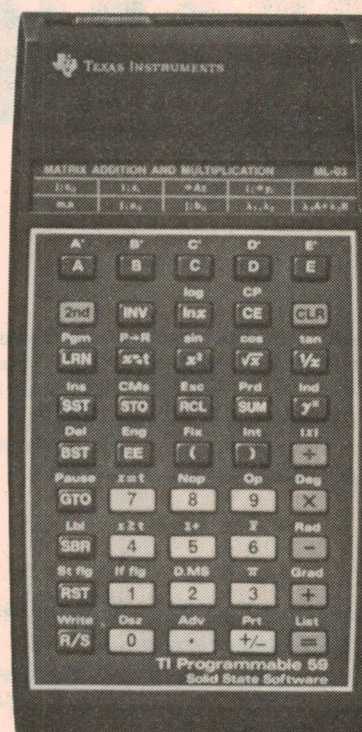 TEXAS INSTRUMENTS
MATRIX ADDITION AND MULTIPLICATION ML-03
A' B' C' D' E'
A B C D E
log CP
2nd INV lnx CE CLR
Pgm P→R sin cos tan
LRN x≷t x² √x 1/x
Ins CMs Exc Prd Ind
SST STO RCL SUM yˣ
Del Eng Fix Int |x|
BST EE ( ) ÷
Pause x=t Nop Op Deg
GTO 7 8 9 ×
Lbl x≥t Σ+ x̄ Rad
SBR 4 5 6 −
St flg If flg D.MS π Grad
RST 1 2 3 +
Write Dsz Adv Prt List
R/S 0 . +/− =
TI Programmable 59
Solid State Software